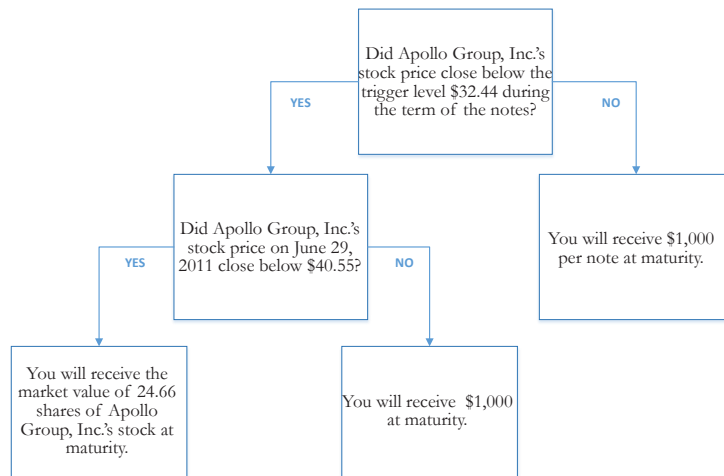 Did Apollo Group, Inc.'s
stock price close below the
trigger level $32.44 during
the term of the notes?
YES
NO
Did Apollo Group, Inc.'s
stock price on June 29,
2011 close below $40.55?
You will receive $1,000
per note at maturity.
YES
NO
You will receive the
market value of 24.66
shares of Apollo
Group, Inc.'s stock at
maturity.
You will receive $1,000
at maturity.